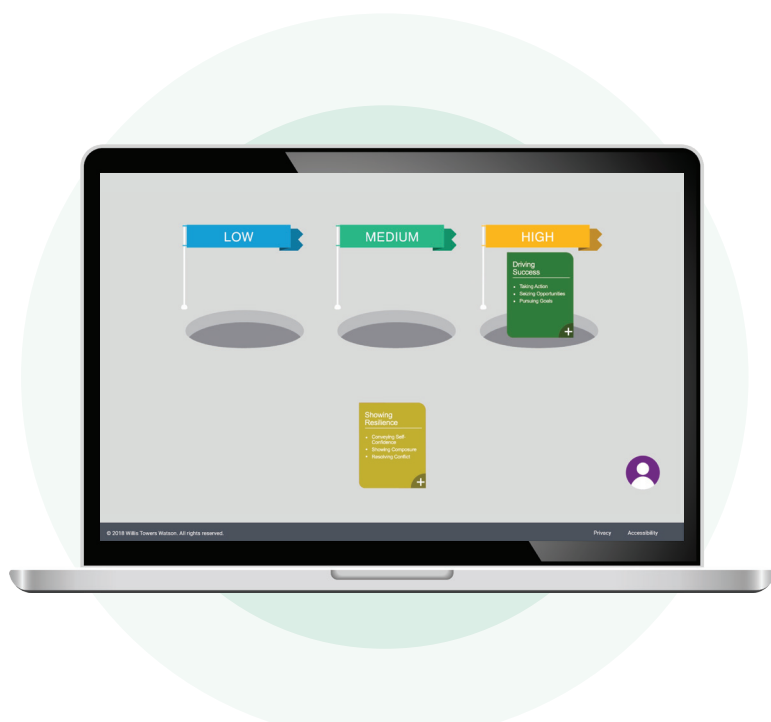 LOW
MEDIUM
HIGH
Driving
Success
• Taking Action
• Seizing Opportunities
• Pursuing Goals
+
Showing
Resilience
• Conveying Self
Confidence
• Showing Composure
• Resolving Conflict
+
© 2018 Willis Towers Watson. All rights reserved.
Privacy
Accessibility